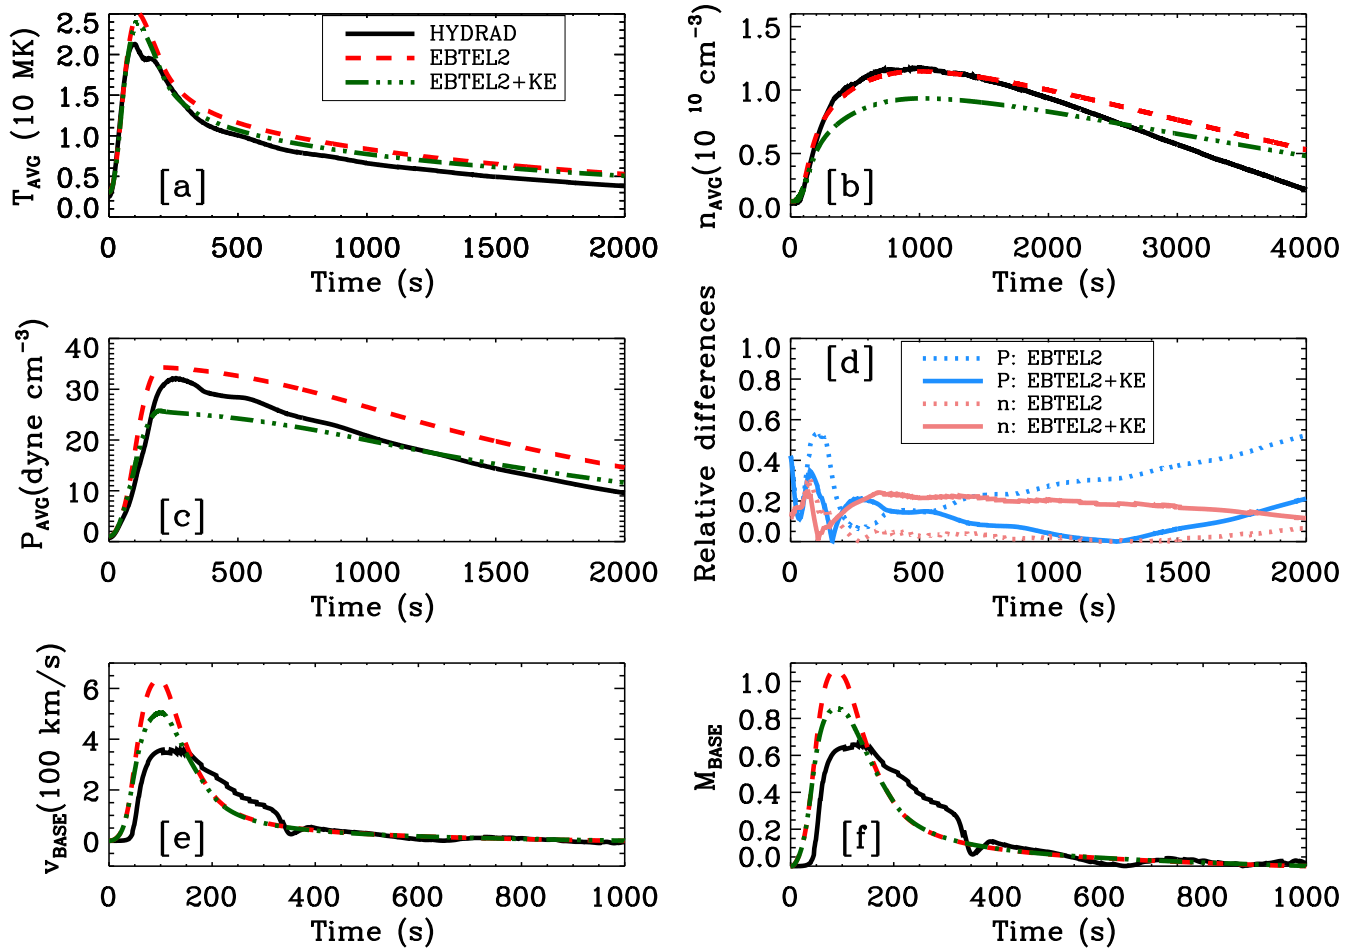 T_AVG (10 MK)
2.5
2.0
1.5
1.0
0.5
0.0
HYDRAD
EBTEL2
EBTEL2+KE
[a]
0 500 1000 1500 2000
Time (s)
n_AVG(10 ^10 cm^-3)
1.5
1.0
0.5
0.0
[b]
0 1000 2000 3000 4000
Time (s)
P_AVG(dyne cm^-3)
40
30
20
10
0
[c]
0 500 1000 1500 2000
Time (s)
Relative differences
1.0
0.8
0.6
0.4
0.2
0.0
[d]
P: EBTEL2
P: EBTEL2+KE
n: EBTEL2
n: EBTEL2+KE
0 500 1000 1500 2000
Time (s)
v_BASE(100 km/s)
6
4
2
0
[e]
0 200 400 600 800 1000
Time (s)
M_BASE
1.0
0.8
0.6
0.4
0.2
0.0
[f]
0 200 400 600 800 1000
Time (s)